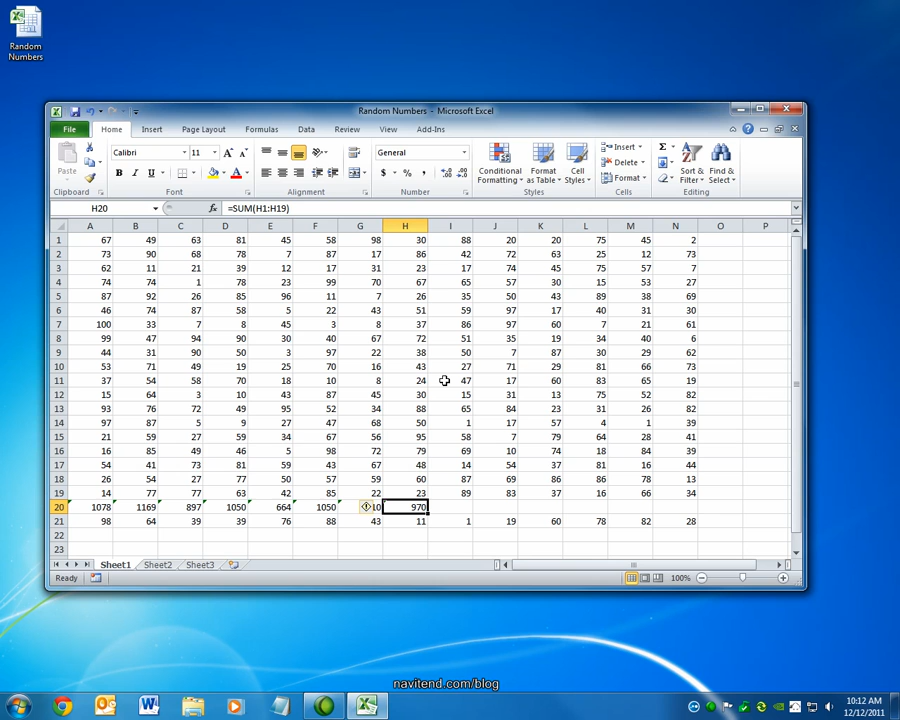 Random
Numbers
Random Numbers - Microsoft Excel
File Home Insert Page Layout Formulas Data Review View Add-Ins
Paste
Calibri 11 General
B I U A $ % ,
Conditional Formatting
Format as Table
Cell Styles
Insert
Delete
Format
Sort & Filter
Find & Select
Clipboard Font Alignment Number Styles Cells Editing
H20 fx =SUM(H1:H19)
A B C D E F G H I J K L M N O P
1 67 49 63 81 45 58 98 30 88 20 20 75 45 2
2 73 90 68 78 7 87 17 86 42 72 63 25 12 73
3 62 11 21 39 12 17 31 23 17 74 45 75 57 7
4 74 74 1 78 23 99 70 67 65 57 30 15 53 27
5 87 92 26 85 96 11 7 26 35 50 43 89 38 69
6 46 74 87 58 5 22 43 51 59 97 17 40 31 30
7 100 33 7 8 45 3 8 37 86 97 60 7 21 61
8 99 47 94 90 30 40 67 72 51 35 19 34 40 6
9 44 31 90 50 3 97 22 38 50 7 87 30 29 62
10 53 71 49 19 25 70 16 43 27 71 29 81 66 73
11 37 54 58 70 18 10 8 24 47 17 60 83 65 19
12 15 64 3 10 43 87 45 30 15 31 13 75 52 82
13 93 76 72 49 95 52 34 88 65 84 23 31 26 82
14 97 87 5 9 27 47 68 50 1 17 57 4 1 39
15 21 59 27 59 34 67 56 95 58 7 79 64 28 41
16 16 85 49 46 5 98 72 79 69 10 74 18 84 39
17 54 41 73 81 59 43 67 48 14 54 37 81 16 44
18 26 54 27 77 50 57 59 60 87 69 86 86 78 13
19 14 77 77 63 42 85 22 23 89 83 37 16 66 34
20 1078 1169 897 1050 664 1050 970
21 98 64 39 39 76 88 43 11 1 19 60 78 82 28
22
23
Sheet1 Sheet2 Sheet3
Ready 100%
navitend.com/blog
10:12 AM
12/12/2011